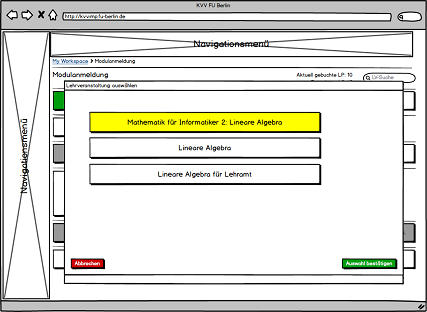 KVV FU Berlin
http://kvvmp.fu-berlin.de
Navigationsmenü
Navigationsmenü
My Workspace > Modulanmeldung
Modulanmeldung
Aktuell gebuchte LP: 10
LV-Suche
Lehrveranstaltung auswählen
Mathematik für Informatiker 2: Lineare Algebra
Lineare Algebra
Lineare Algebra für Lehramt
Abbrechen
Auswahl bestätigen